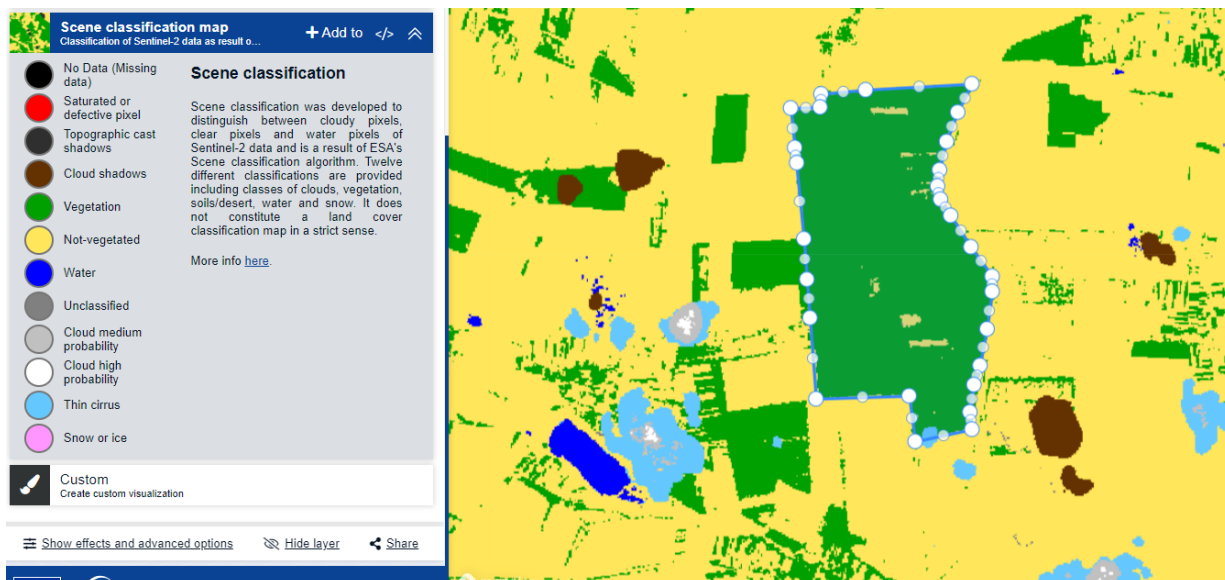 Scene classification map
Classification of Sentinel-2 data as result o...
+ Add to </>
No Data (Missing
data)
Saturated or
defective pixel
Topographic cast
shadows
Cloud shadows
Vegetation
Not-vegetated
Water
Unclassified
Cloud medium
probability
Cloud high
probability
Thin cirrus
Snow or ice
Scene classification
Scene classification was developed to
distinguish between cloudy pixels,
clear pixels and water pixels of
Sentinel-2 data and is a result of ESA's
Scene classification algorithm. Twelve
different classifications are provided
including classes of clouds, vegetation,
soils/desert, water and snow. It does
not constitute a land cover
classification map in a strict sense.
More info here.
Custom
Create custom visualization
Show effects and advanced options
Hide layer
Share